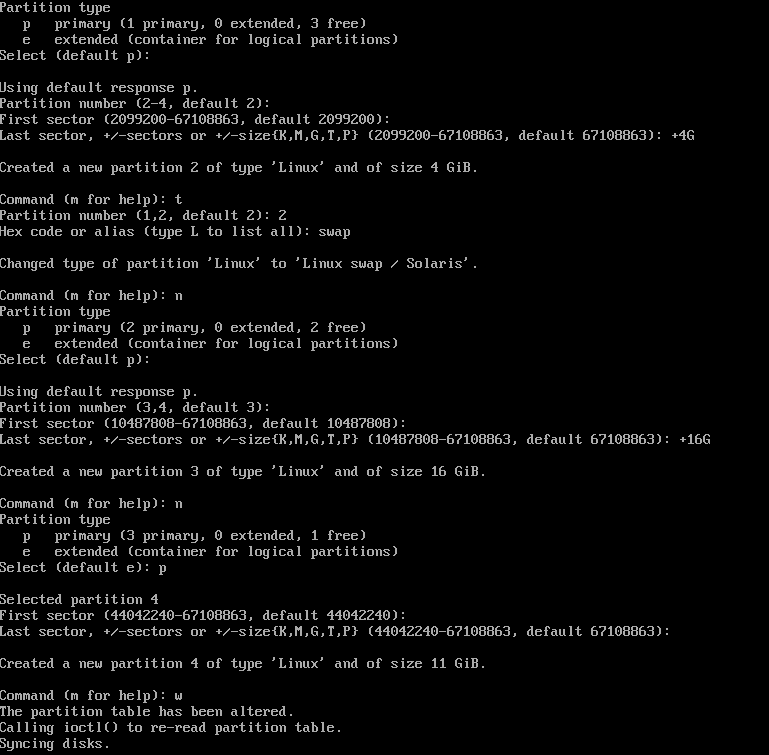 Partition type
   p   primary (1 primary, 0 extended, 3 free)
   e   extended (container for logical partitions)
Select (default p):
Using default response p.
Partition number (2-4, default 2):
First sector (2099200-67108863, default 2099200):
Last sector, +/-sectors or +/-size{K,M,G,T,P} (2099200-67108863, default 67108863): +4G
Created a new partition 2 of type 'Linux' and of size 4 GiB.
Command (m for help): t
Partition number (1,2, default 2): 2
Hex code or alias (type L to list all): swap
Changed type of partition 'Linux' to 'Linux swap / Solaris'.
Command (m for help): n
Partition type
   p   primary (2 primary, 0 extended, 2 free)
   e   extended (container for logical partitions)
Select (default p):
Using default response p.
Partition number (3,4, default 3):
First sector (10487808-67108863, default 10487808):
Last sector, +/-sectors or +/-size{K,M,G,T,P} (10487808-67108863, default 67108863): +16G
Created a new partition 3 of type 'Linux' and of size 16 GiB.
Command (m for help): n
Partition type
   p   primary (3 primary, 0 extended, 1 free)
   e   extended (container for logical partitions)
Select (default e): p
Selected partition 4
First sector (44042240-67108863, default 44042240):
Last sector, +/-sectors or +/-size{K,M,G,T,P} (44042240-67108863, default 67108863):
Created a new partition 4 of type 'Linux' and of size 11 GiB.
Command (m for help): w
The partition table has been altered.
Calling ioctl() to re-read partition table.
Syncing disks.